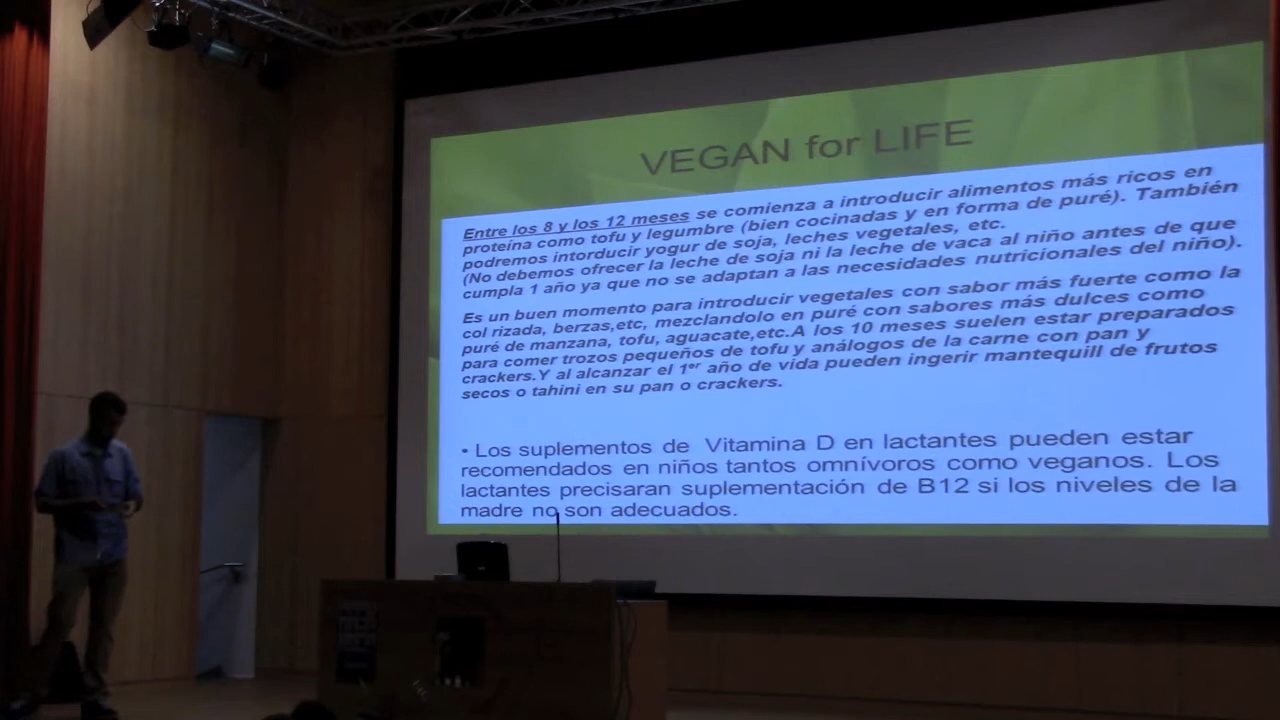 VEGAN for LIFE
Entre los 8 y los 12 meses se comienza a introducir alimentos más ricos en
proteína como tofu y legumbre (bien cocinadas y en forma de puré). También
podremos intorducir yogur de soja, leches vegetales, etc.
(No debemos ofrecer la leche de soja ni la leche de vaca al niño antes de que
cumpla 1 año ya que no se adaptan a las necesidades nutricionales del niño).
Es un buen momento para introducir vegetales con sabor más fuerte como la
col rizada, berzas,etc, mezclandolo en puré con sabores más dulces como
puré de manzana, tofu, aguacate,etc.A los 10 meses suelen estar preparados
para comer trozos pequeños de tofu y análogos de la carne con pan y
crackers.Y al alcanzar el 1er año de vida pueden ingerir mantequill de frutos
secos o tahini en su pan o crackers.
• Los suplementos de Vitamina D en lactantes pueden estar
recomendados en niños tantos omnívoros como veganos. Los
lactantes precisaran suplementación de B12 si los niveles de la
madre no son adecuados.